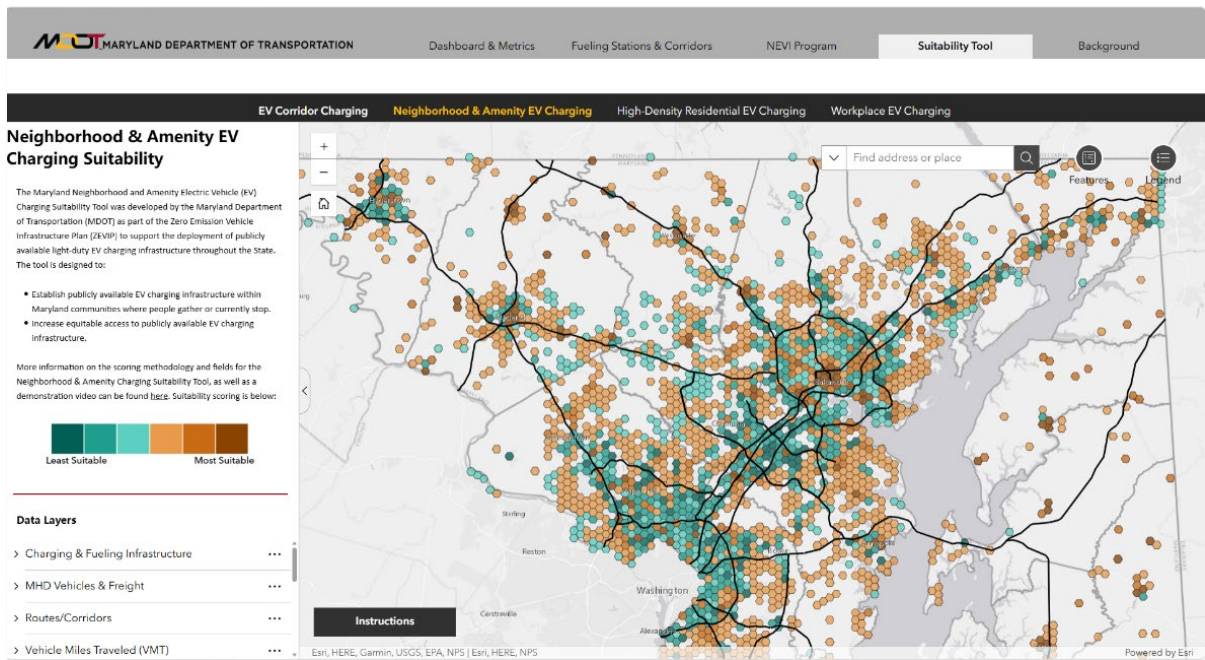 MDOT MARYLAND DEPARTMENT OF TRANSPORTATION
Dashboard & Metrics
Fueling Stations & Corridors
NEVI Program
Suitability Tool
Background
EV Corridor Charging
Neighborhood & Amenity EV Charging
High-Density Residential EV Charging
Workplace EV Charging
Neighborhood & Amenity EV
Charging Suitability
The Maryland Neighborhood and Amenity Electric Vehicle (EV)
Charging Suitability Tool was developed by the Maryland Department
of Transportation (MDOT) as part of the Zero Emission Vehicle
Infrastructure Plan (ZEVIP) to support the deployment of publicly
available light-duty EV charging infrastructure throughout the State.
The tool is designed to:
• Establish publicly available EV charging infrastructure within
Maryland communities where people gather or currently stop.
• Increase equitable access to publicly available EV charging
infrastructure.
More information on the scoring methodology and fields for the
Neighborhood & Amenity Charging Suitability Tool, as well as a
demonstration video can be found here. Suitability scoring is below:
Least Suitable
Most Suitable
Data Layers
Charging & Fueling Infrastructure
MHD Vehicles & Freight
Routes/Corridors
Vehicle Miles Traveled (VMT)
Find address or place
Features
Legend
PENNSYLVANIA
MARYLAND
Sterling
Reston
Washington
Centreville
Instructions
Esri, HERE, Garmin, USGS, EPA, NPS | Esri, HERE, NPS
Powered by Esri